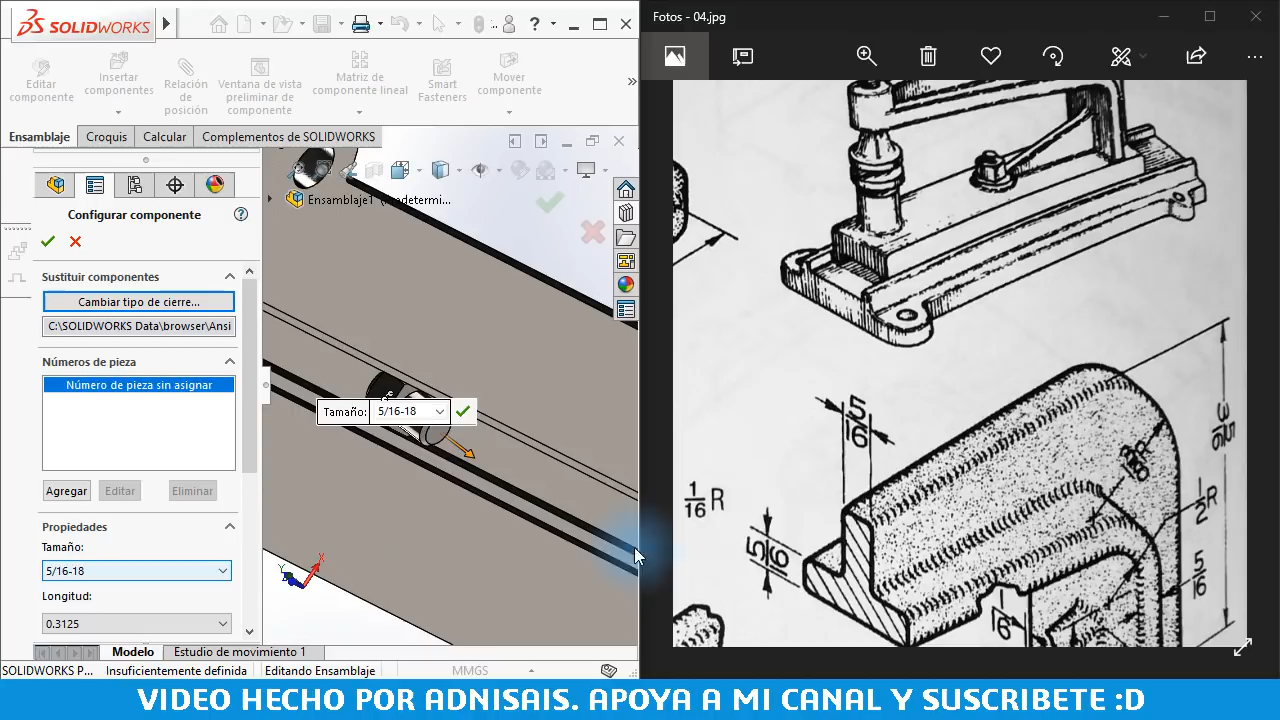 SOLIDWORKS
?
Editar componente
Insertar componentes
Relación de posición
Ventana de vista preliminar de componente
Matriz de componente lineal
Smart Fasteners
Mover componente
Ensamblaje
Croquis
Calcular
Complementos de SOLIDWORKS
Configurar componente
Sustituir componentes
Cambiar tipo de cierre...
C:\SOLIDWORKS Data\browser\Ansi
Números de pieza
Número de pieza sin asignar
Agregar
Editar
Eliminar
Propiedades
Tamaño:
5/16-18
Longitud:
0.3125
Modelo
Estudio de movimiento 1
SOLIDWORKS P...
Insuficientemente definida
Editando Ensamblaje
MMGS
Tamaño:
5/16-18
X
Y
Fotos - 04.jpg
5/16
1/16 R
5/16
1/2 R
5/16
1/16
VIDEO HECHO POR ADNISAIS. APOYA A MI CANAL Y SUSCRIBETE :D